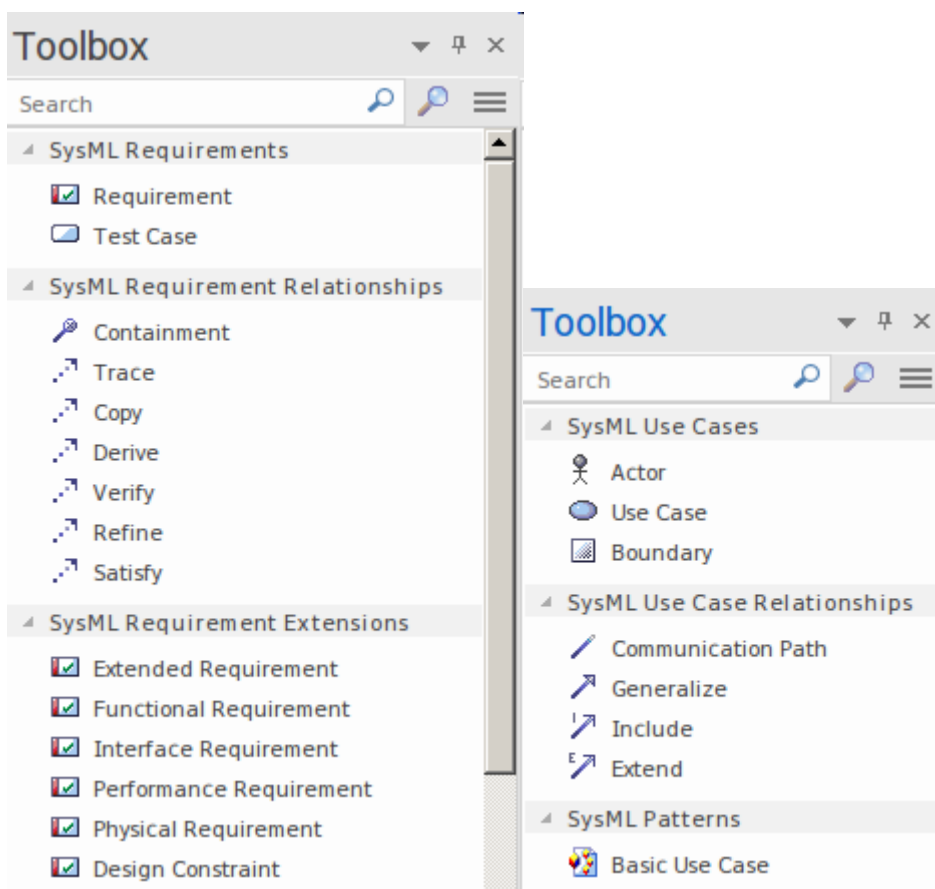 Toolbox
Search
SysML Requirements
Requirement
Test Case
SysML Requirement Relationships
Containment
Trace
Copy
Derive
Verify
Refine
Satisfy
SysML Requirement Extensions
Extended Requirement
Functional Requirement
Interface Requirement
Performance Requirement
Physical Requirement
Design Constraint
Toolbox
Search
SysML Use Cases
Actor
Use Case
Boundary
SysML Use Case Relationships
Communication Path
Generalize
Include
Extend
SysML Patterns
Basic Use Case